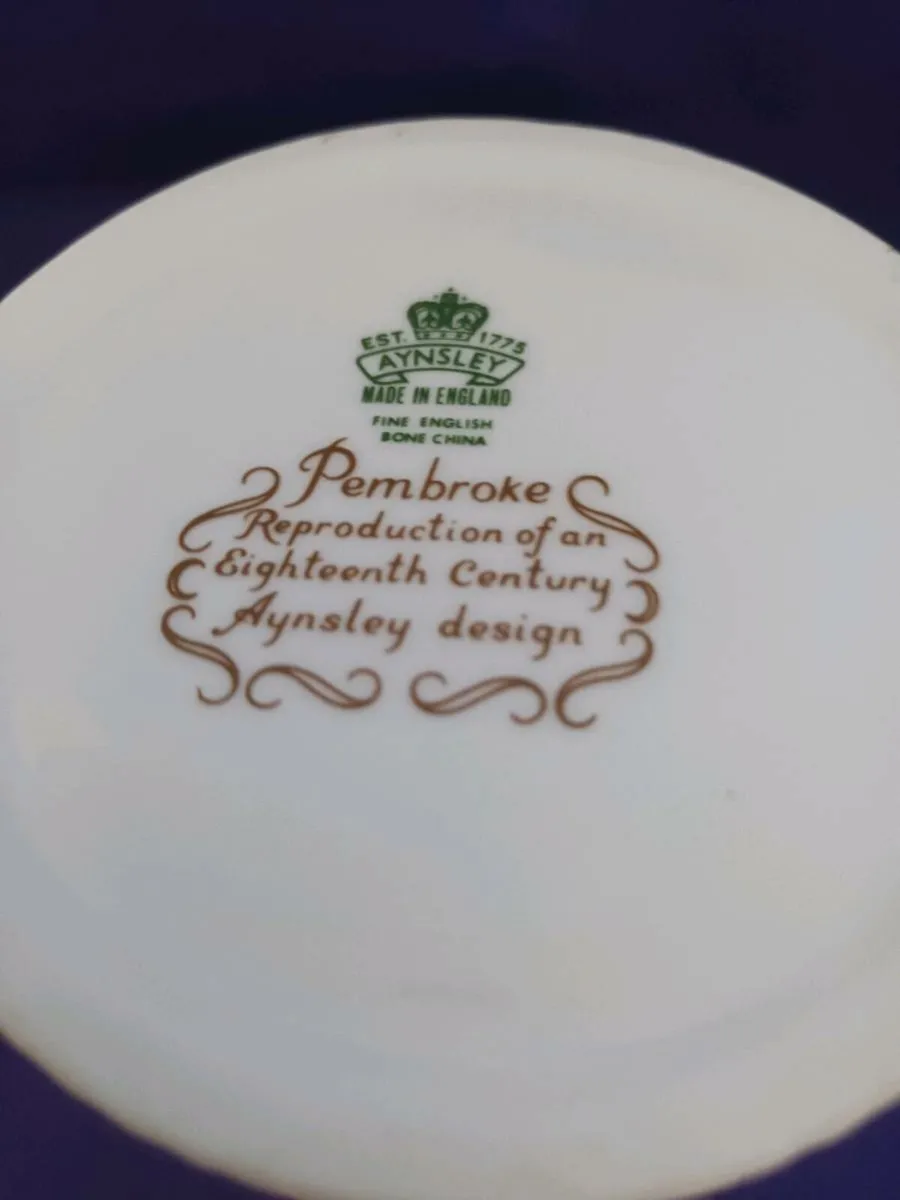 EST. 1775
AYNSLEY
MADE IN ENGLAND
FINE ENGLISH
BONE CHINA
Pembroke
Reproduction of an
Eighteenth Century
Aynsley design